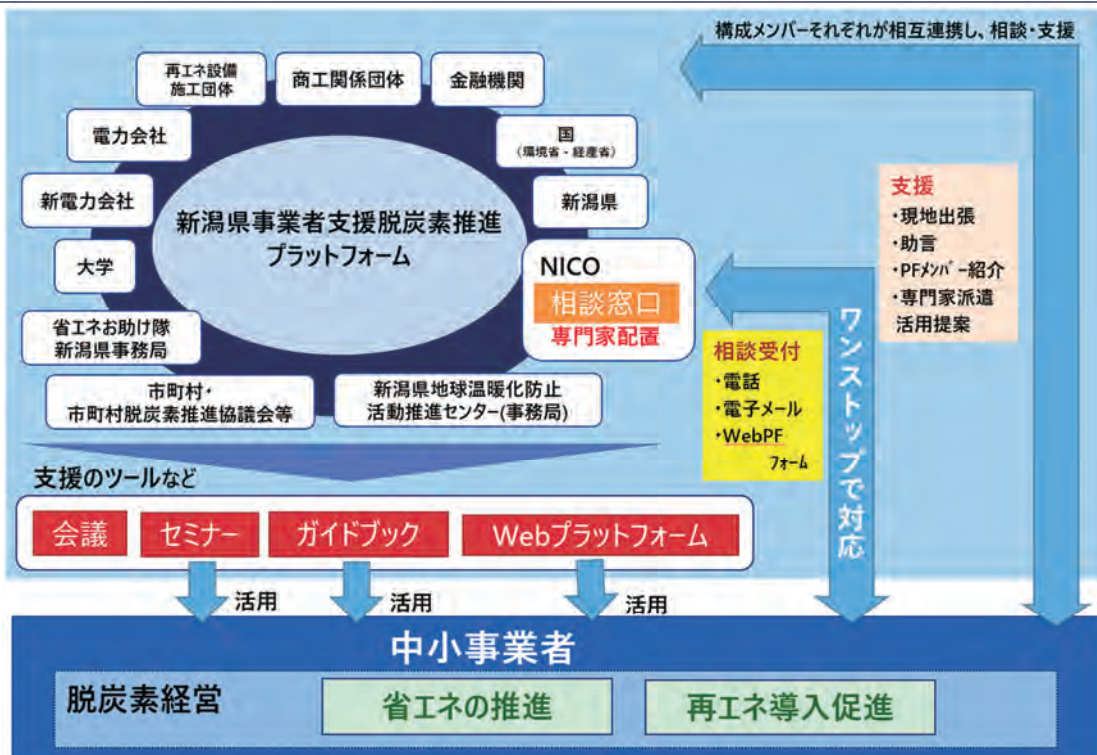 構成メンバーそれぞれが相互連携し、相談・支援
再エネ設備
施工団体
商工関係団体
金融機関
電力会社
国
（環境省・経産省）
新電力会社
新潟県
大学
新潟県事業者支援脱炭素推進
プラットフォーム
NICO
相談窓口
専門家配置
省エネお助け隊
新潟県事務局
市町村・
市町村脱炭素推進協議会等
新潟県地球温暖化防止
活動推進センター(事務局)
支援
・現地出張
・助言
・PFメンバー紹介
・専門家派遣
活用提案
相談受付
・電話
・電子メール
・WebPF
フォーム
ワンストップで対応
支援のツールなど
会議
セミナー
ガイドブック
Webプラットフォーム
活用
活用
活用
中小事業者
脱炭素経営
省エネの推進
再エネ導入促進